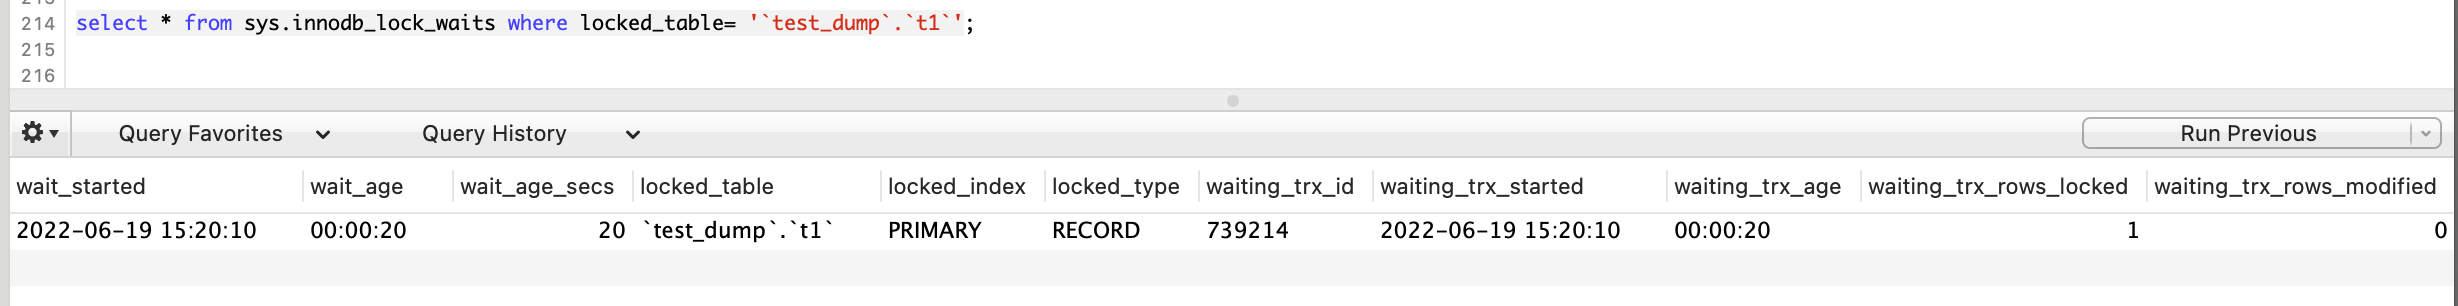 213
214 select * from sys.innodb_lock_waits where locked_table= '`test_dump`.`t1`';
215
216
Query Favorites Query History Run Previous
wait_started wait_age wait_age_secs locked_table locked_index locked_type waiting_trx_id waiting_trx_started waiting_trx_age waiting_trx_rows_locked waiting_trx_rows_modified
2022-06-19 15:20:10 00:00:20 20 `test_dump`.`t1` PRIMARY RECORD 739214 2022-06-19 15:20:10 00:00:20 1 0